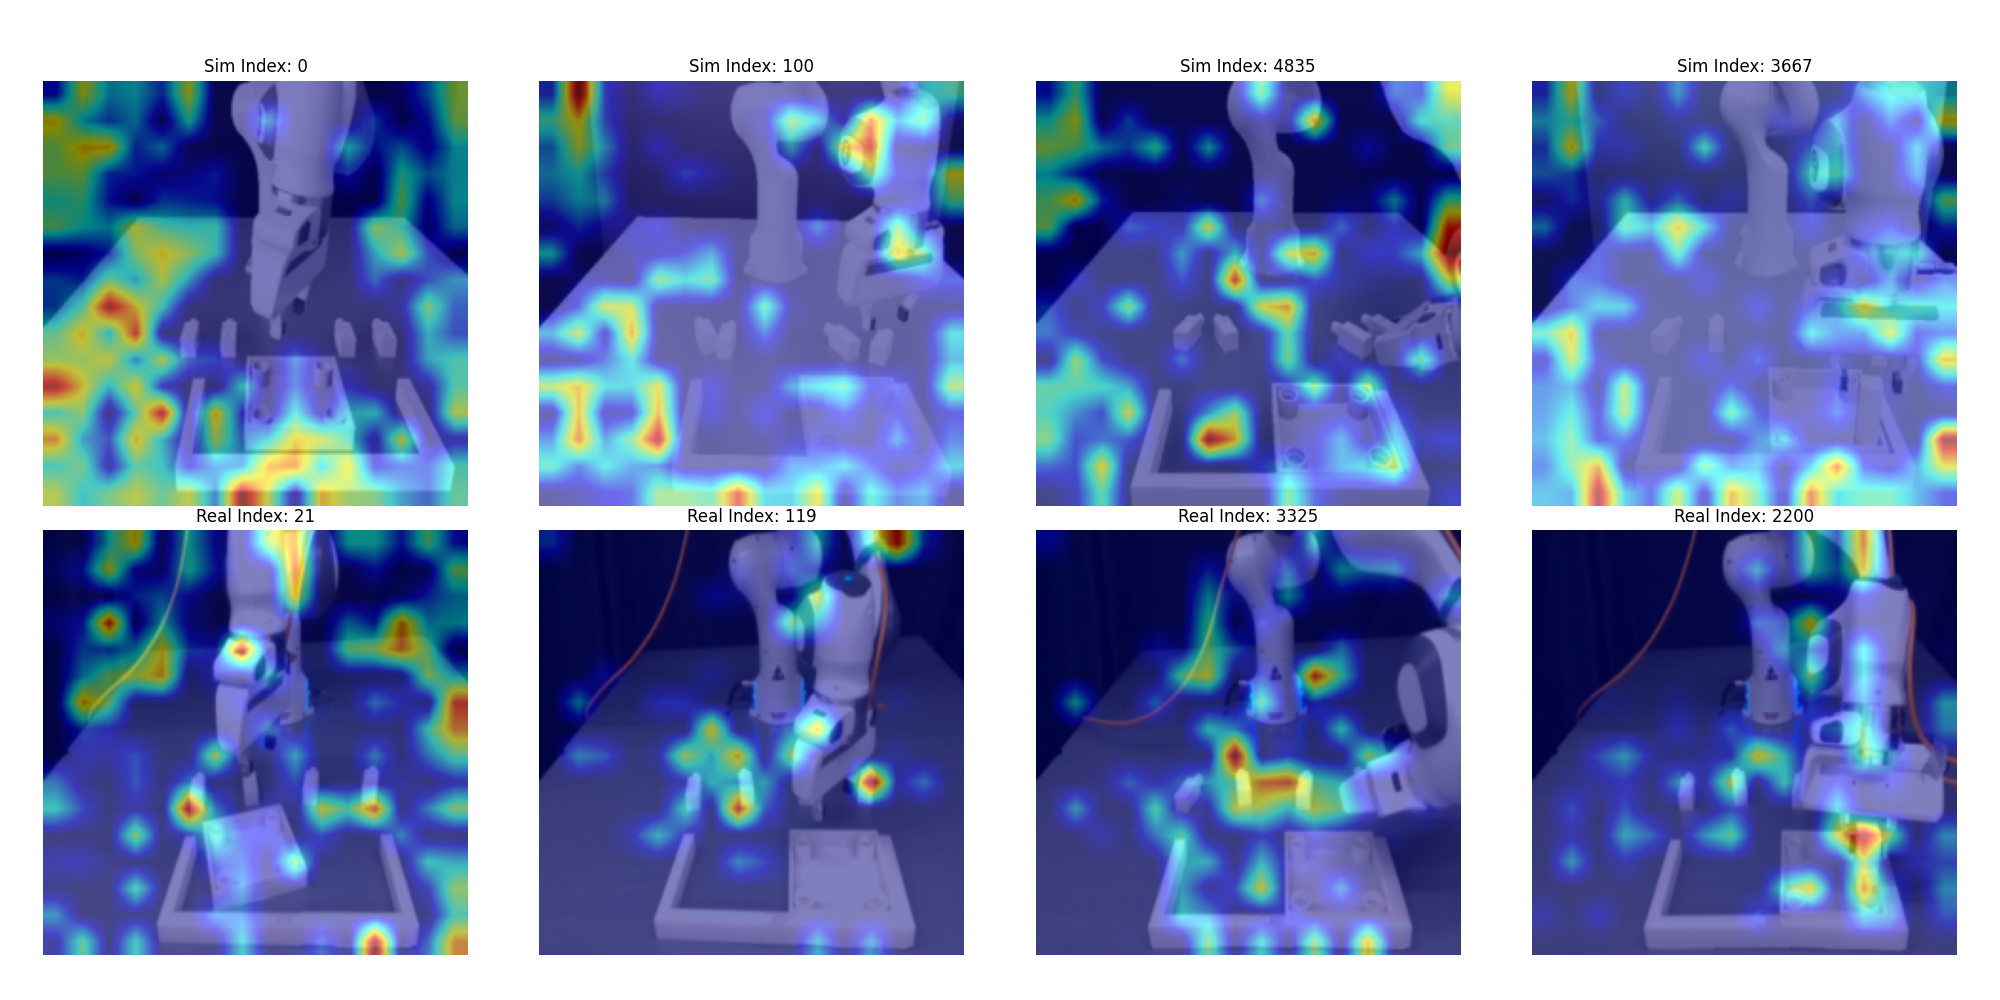 Sim Index: 0
Sim Index: 100
Sim Index: 4835
Sim Index: 3667
Real Index: 21
Real Index: 119
Real Index: 3325
Real Index: 2200